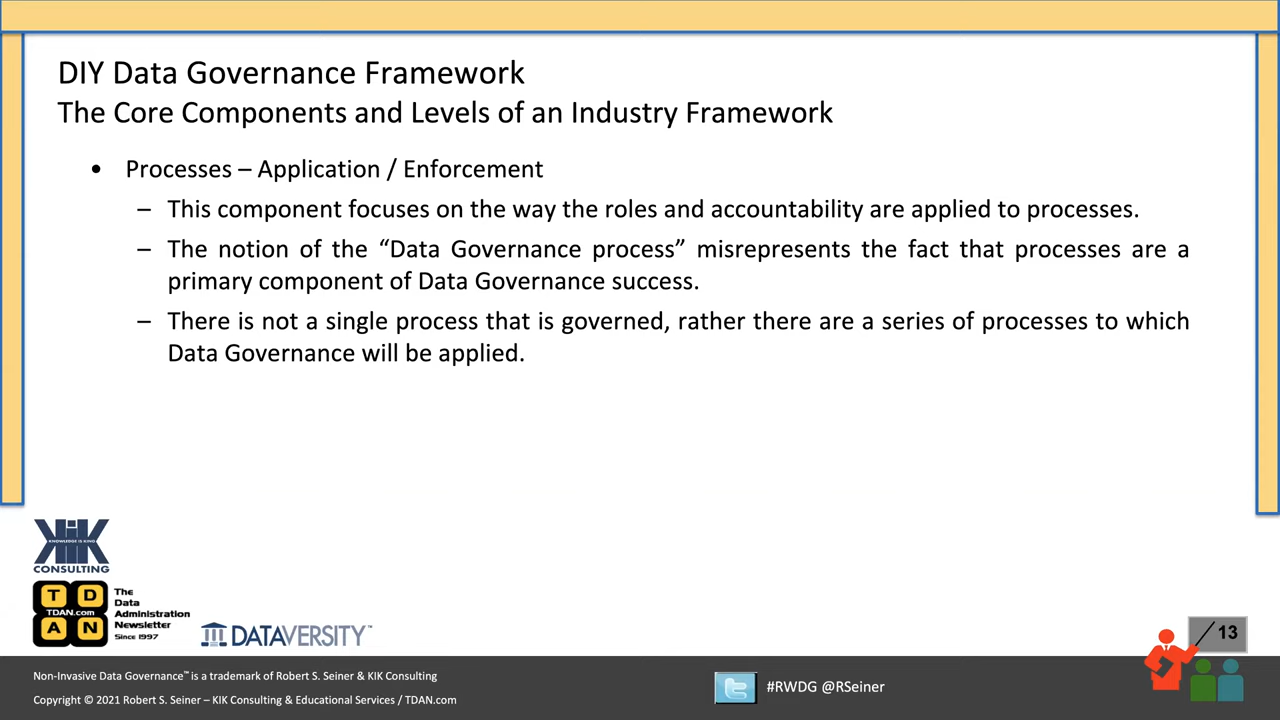 DIY Data Governance Framework
The Core Components and Levels of an Industry Framework
• Processes – Application / Enforcement
– This component focuses on the way the roles and accountability are applied to processes.
– The notion of the “Data Governance process” misrepresents the fact that processes are a
primary component of Data Governance success.
– There is not a single process that is governed, rather there are a series of processes to which
Data Governance will be applied.
KIK
KNOWLEDGE IS KING
CONSULTING
T D
TDAN.com
A N
The
Data
Administration
Newsletter
Since 1997
DATAVERSITY™
13
Non-Invasive Data Governance™ is a trademark of Robert S. Seiner & KIK Consulting
Copyright © 2021 Robert S. Seiner – KIK Consulting & Educational Services / TDAN.com
#RWDG @RSeiner